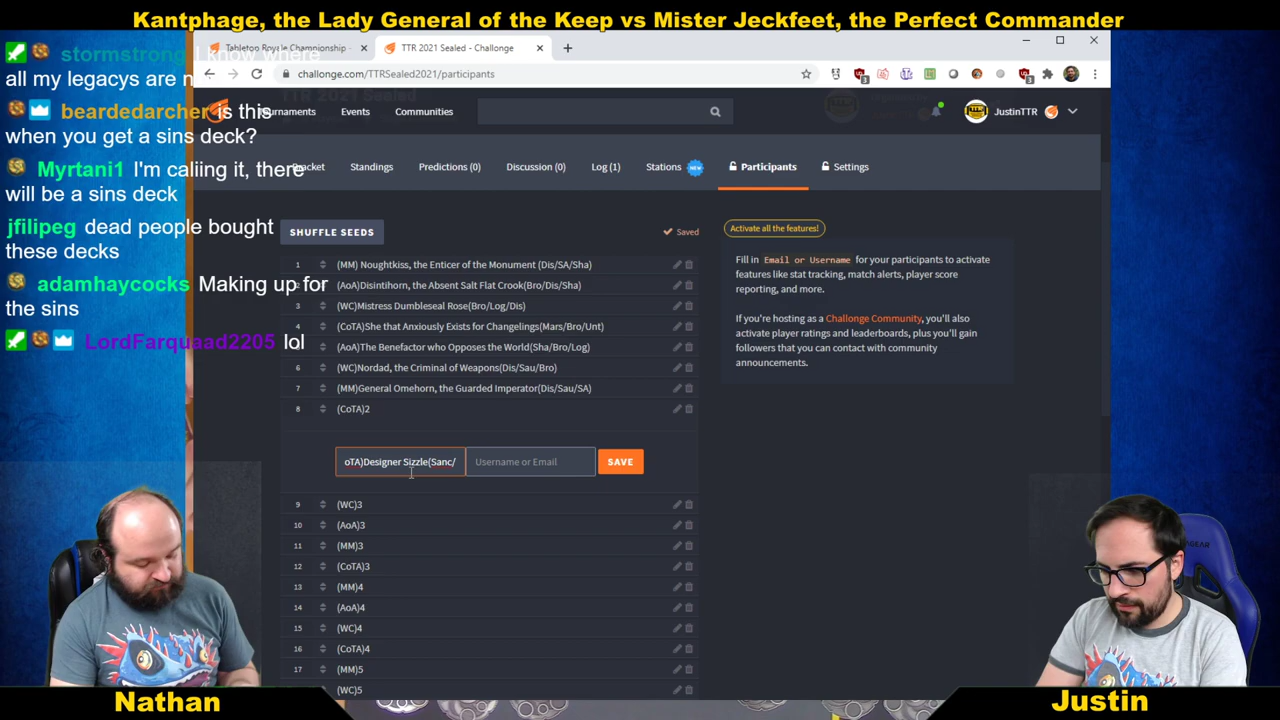 Kantphage, the Lady General of the Keep vs Mister Jeckfeet, the Perfect Commander
stormstrong I know where
all my legacys are n
beardedarcher is this
when you get a sins deck?
Myrtani1 I'm caliing it, there
will be a sins deck
jfilipeg dead people bought
these decks
adamhaycocks Making up for
the sins
LordFarquaad2205 lol
Tabletop Royale Championship -
TTR 2021 Sealed - Challonge
challonge.com/TTRSealed2021/participants
TTR 2021 Sealed
Tournaments Events Communities
JustinTTR
Bracket Standings Predictions (0) Discussion (0) Log (1) Stations NEW Participants Settings
SHUFFLE SEEDS
Saved
1 (MM) Noughtkiss, the Enticer of the Monument (Dis/SA/Sha)
2 (AoA)Disintihorn, the Absent Salt Flat Crook(Bro/Dis/Sha)
3 (WC)Mistress Dumbleseal Rose(Bro/Log/Dis)
4 (CoTA)She that Anxiously Exists for Changelings(Mars/Bro/Unt)
5 (AoA)The Benefactor who Opposes the World(Sha/Bro/Log)
6 (WC)Nordad, the Criminal of Weapons(Dis/Sau/Bro)
7 (MM)General Omehorn, the Guarded Imperator(Dis/Sau/SA)
8 (CoTA)2
oTA)Designer Sizzle(Sanc/
Username or Email
SAVE
9 (WC)3
10 (AoA)3
11 (MM)3
12 (CoTA)3
13 (MM)4
14 (AoA)4
15 (WC)4
16 (CoTA)4
17 (MM)5
18 (WC)5
Activate all the features!
Fill in Email or Username for your participants to activate
features like stat tracking, match alerts, player score
reporting, and more.
If you're hosting as a Challonge Community, you'll also
activate player ratings and leaderboards, plus you'll gain
followers that you can contact with community
announcements.
Nathan
Justin